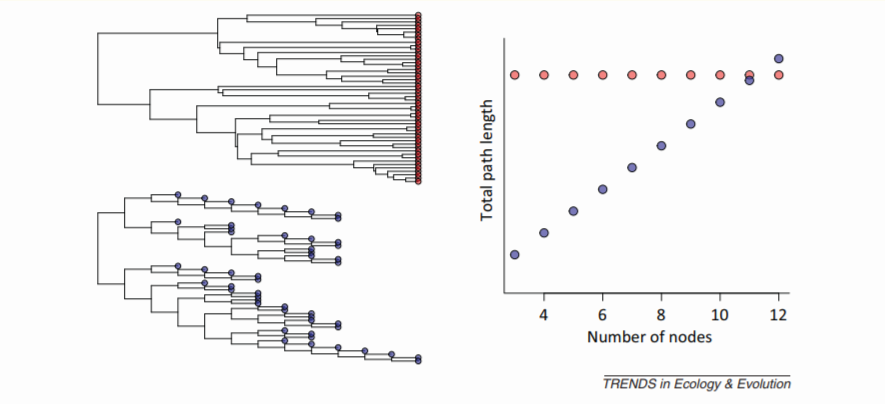 Total path length
4 6 8 10 12
Number of nodes
TRENDS in Ecology & Evolution